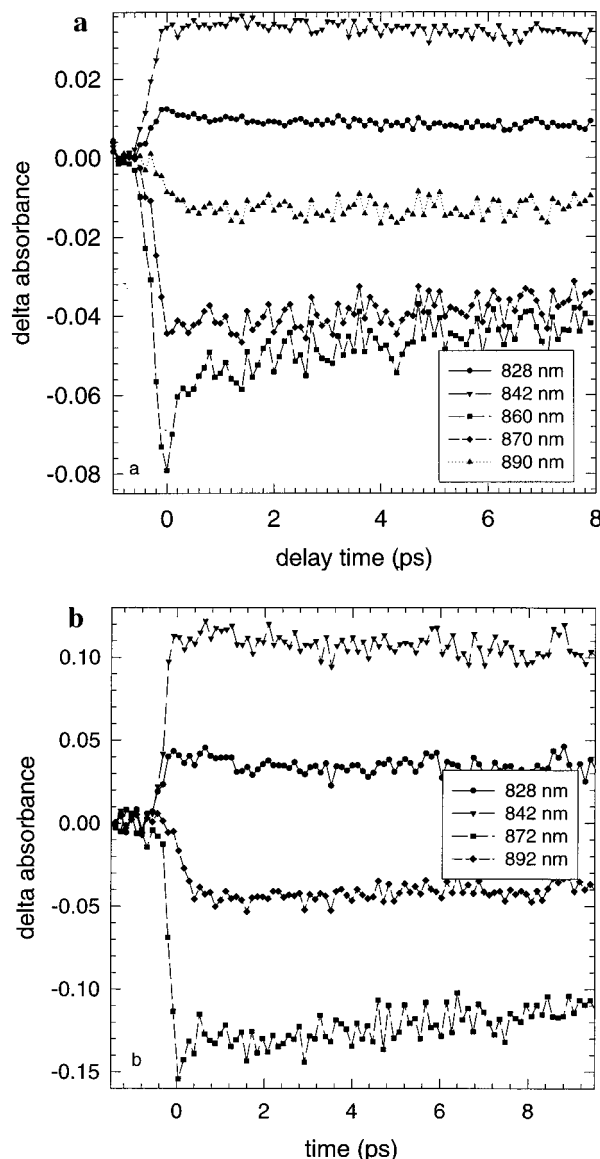 a
0.02
0.00
-0.02
-0.04
-0.06
-0.08
delta absorbance
828 nm
842 nm
860 nm
870 nm
890 nm
a
0 2 4 6 8
delay time (ps)
b
0.10
0.05
0.00
-0.05
-0.10
-0.15
delta absorbance
828 nm
842 nm
872 nm
892 nm
b
0 2 4 6 8
time (ps)